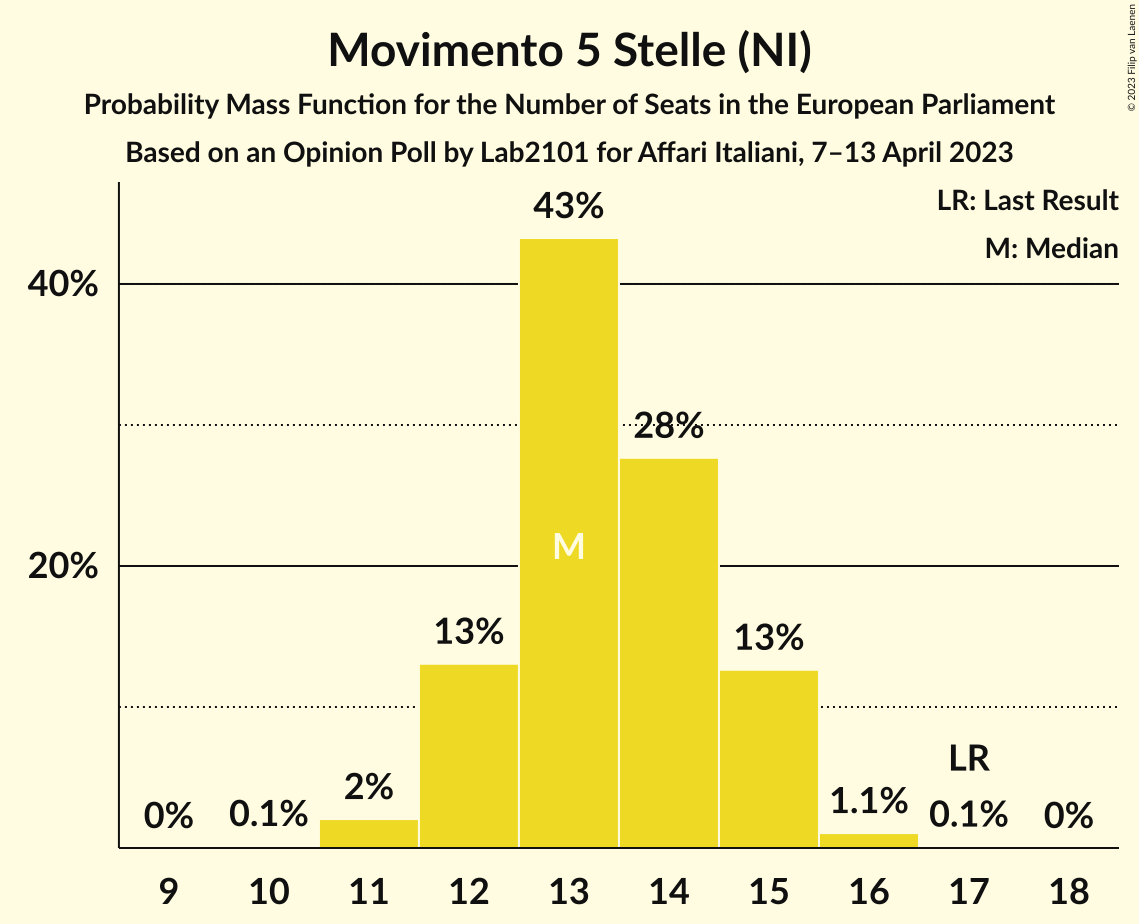 Movimento 5 Stelle (NI)
Probability Mass Function for the Number of Seats in the European Parliament
Based on an Opinion Poll by Lab2101 for Affari Italiani, 7–13 April 2023
© 2023 Filip van Laenen
LR: Last Result
M: Median
43%
40%
28%
M
20%
13%
13%
LR
2%
1.1%
0%
0.1%
0.1%
0%
9 10 11 12 13 14 15 16 17 18